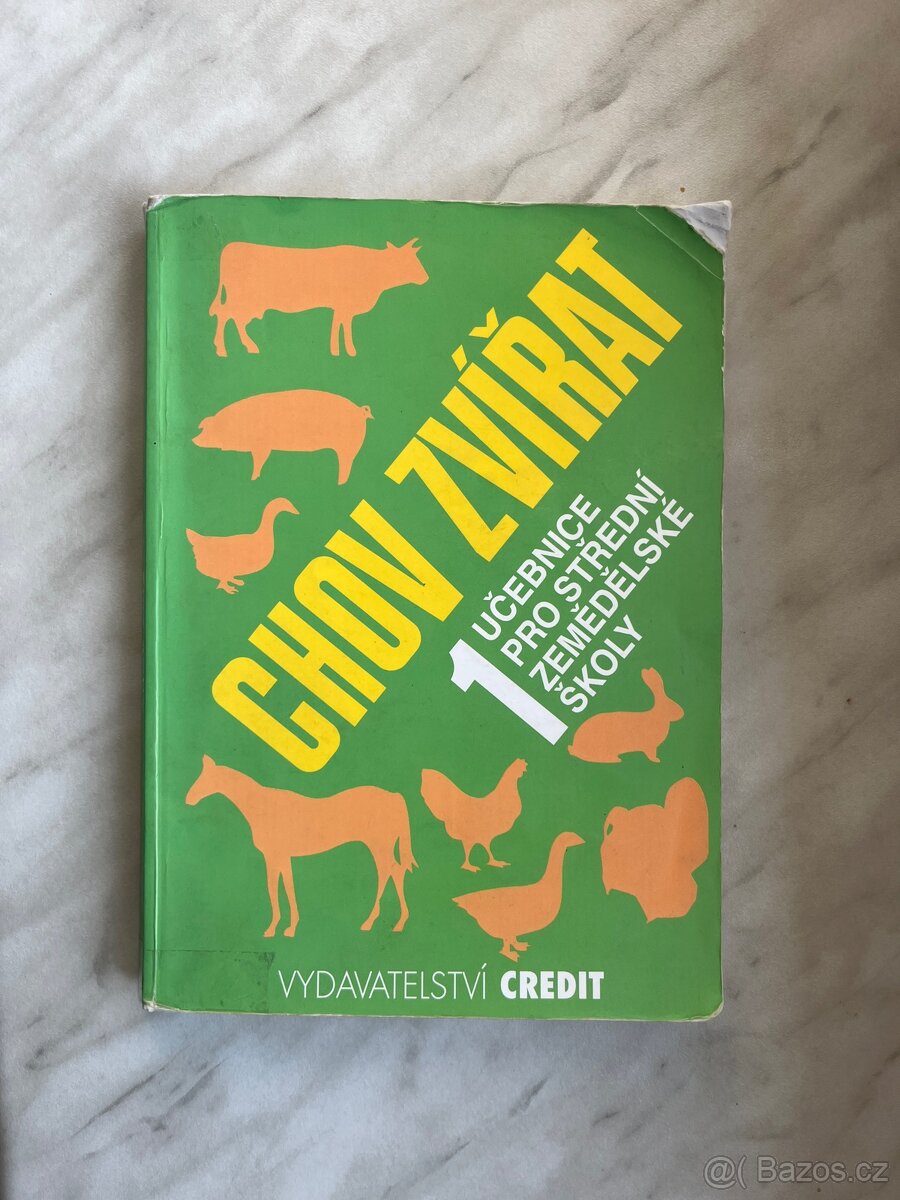 CHOV ZVÍŘAT
1
UČEBNICE
PRO STŘEDNÍ
ZEMĚDĚLSKÉ
ŠKOLY
VYDAVATELSTVÍ CREDIT
@( Bazos.cz